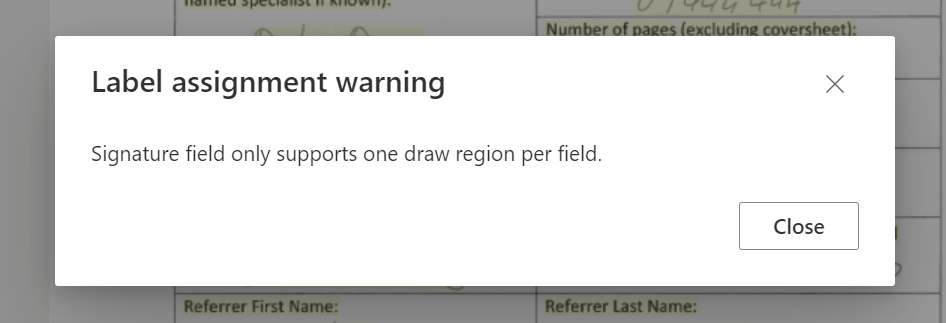 named specialist if known):
Number of pages (excluding coversheet):
Label assignment warning
Signature field only supports one draw region per field.
Close
Referrer First Name:
Referrer Last Name: